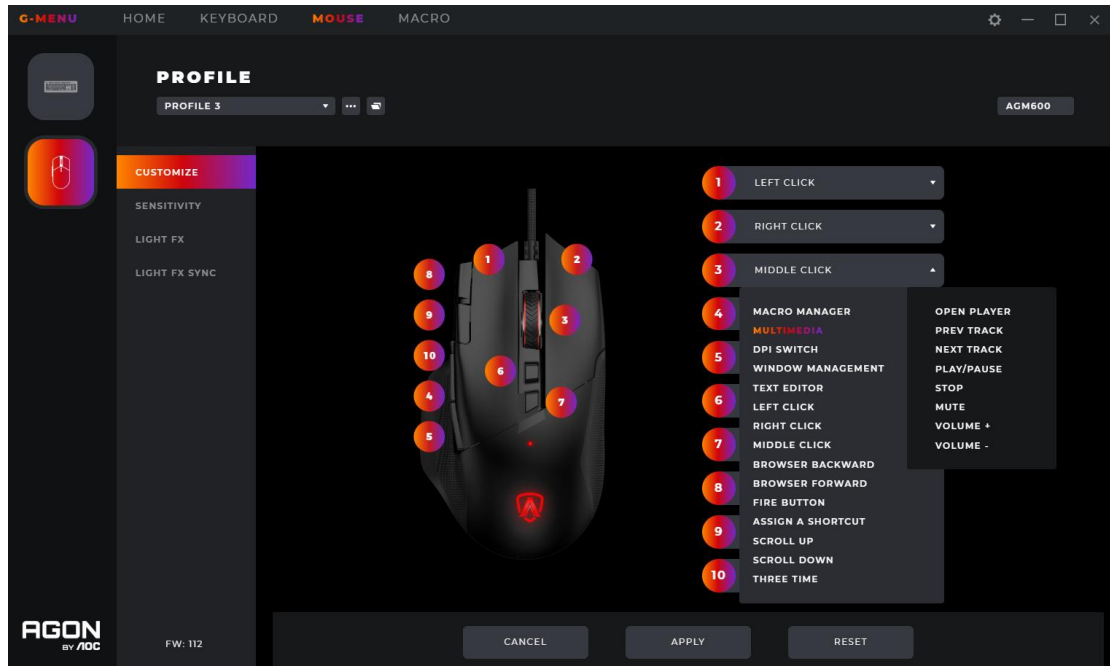 G-MENU HOME KEYBOARD MOUSE MACRO
PROFILE
PROFILE 3
AGM600
CUSTOMIZE
SENSITIVITY
LIGHT FX
LIGHT FX SYNC
1
2
3
4
5
6
7
8
9
10
1 LEFT CLICK
2 RIGHT CLICK
3 MIDDLE CLICK
4
5
6
7
8
9
10
MACRO MANAGER
MULTIMEDIA
DPI SWITCH
WINDOW MANAGEMENT
TEXT EDITOR
LEFT CLICK
RIGHT CLICK
MIDDLE CLICK
BROWSER BACKWARD
BROWSER FORWARD
FIRE BUTTON
ASSIGN A SHORTCUT
SCROLL UP
SCROLL DOWN
THREE TIME
OPEN PLAYER
PREV TRACK
NEXT TRACK
PLAY/PAUSE
STOP
MUTE
VOLUME +
VOLUME -
AGON
BY AOC
FW: 112
CANCEL APPLY RESET